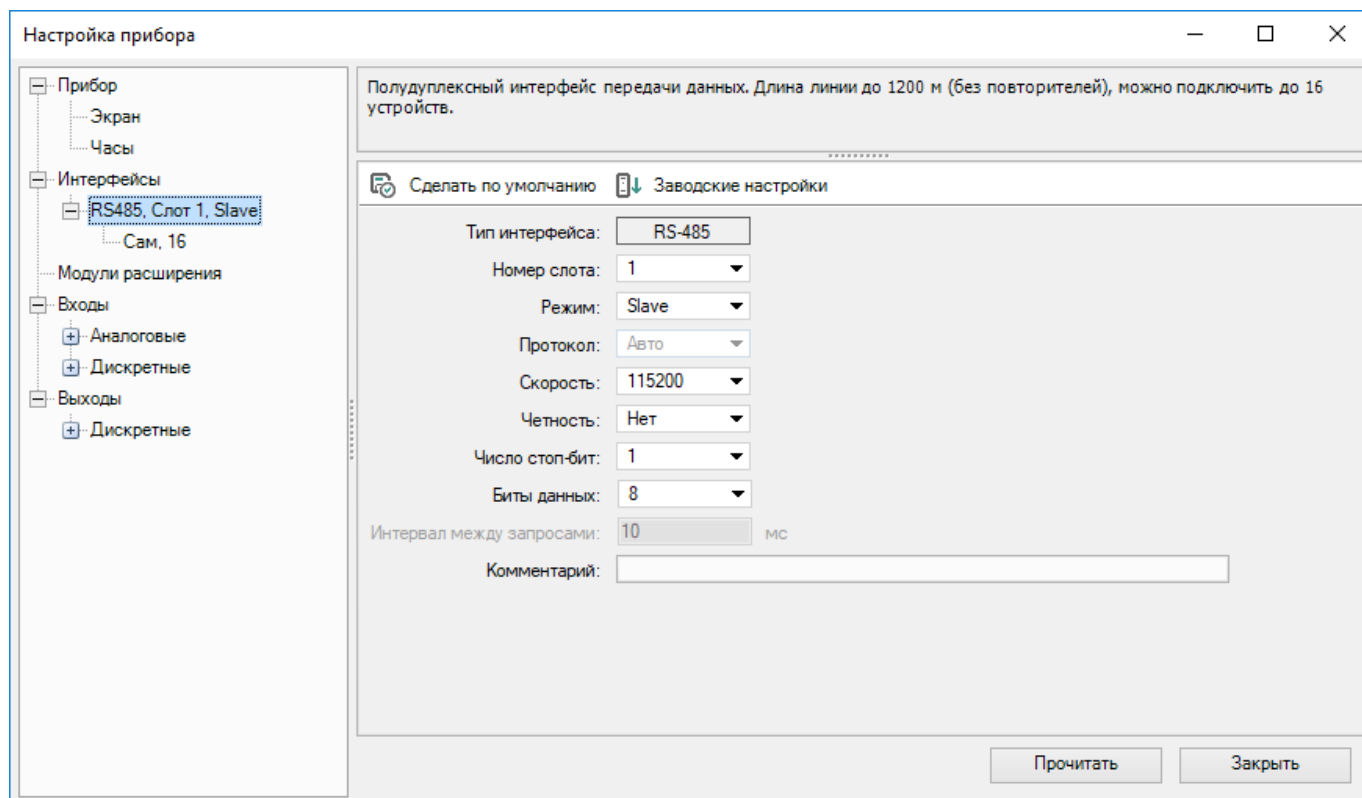 Настройка прибора
Прибор
Экран
Часы
Интерфейсы
RS485, Слот 1, Slave
Сам, 16
Модули расширения
Входы
Аналоговые
Дискретные
Выходы
Дискретные
Полудуплексный интерфейс передачи данных. Длина линии до 1200 м (без повторителей), можно подключить до 16
устройств.
Сделать по умолчанию Заводские настройки
Тип интерфейса: RS-485
Номер слота: 1
Режим: Slave
Протокол: Авто
Скорость: 115200
Четность: Нет
Число стоп-бит: 1
Биты данных: 8
Интервал между запросами: 10 мс
Комментарий:
Прочитать Закрыть